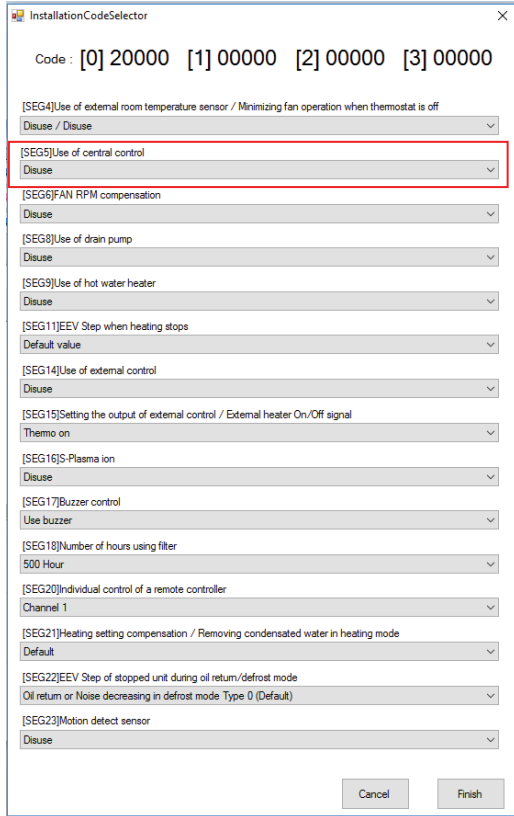 InstallationCodeSelector
Code : [0] 20000 [1] 00000 [2] 00000 [3] 00000
[SEG4]Use of external room temperature sensor / Minimizing fan operation when thermostat is off
Disuse / Disuse
[SEG5]Use of central control
Disuse
[SEG6]FAN RPM compensation
Disuse
[SEG8]Use of drain pump
Disuse
[SEG9]Use of hot water heater
Disuse
[SEG11]EEV Step when heating stops
Default value
[SEG14]Use of external control
Disuse
[SEG15]Setting the output of external control / External heater On/Off signal
Thermo on
[SEG16]S-Plasma ion
Disuse
[SEG17]Buzzer control
Use buzzer
[SEG18]Number of hours using filter
500 Hour
[SEG20]Individual control of a remote controller
Channel 1
[SEG21]Heating setting compensation / Removing condensated water in heating mode
Default
[SEG22]EEV Step of stopped unit during oil return/defrost mode
Oil return or Noise decreasing in defrost mode Type 0 (Default)
[SEG23]Motion detect sensor
Disuse
Cancel Finish